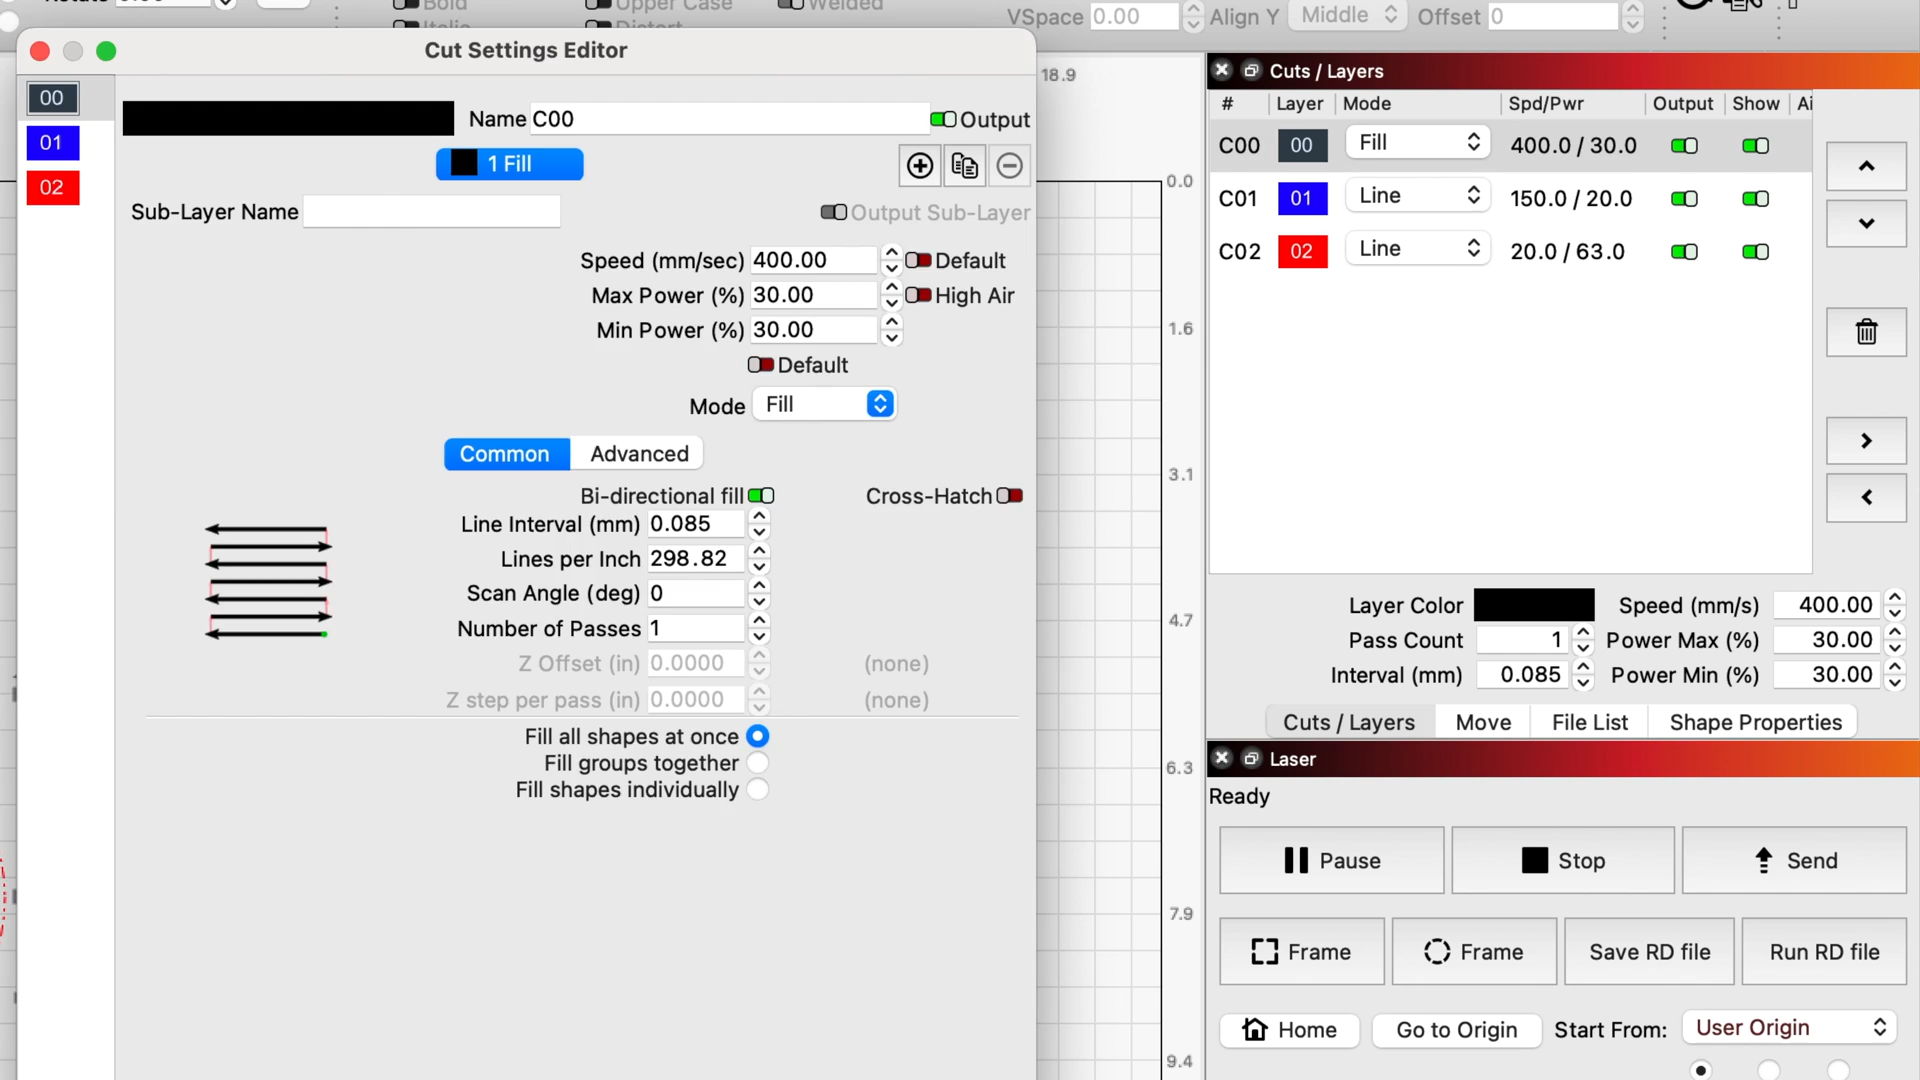 Upper Case
Welded
VSpace 0.00
Align Y Middle
Offset 0
Cut Settings Editor
00
01
02
Name C00
Output
1 Fill
Sub-Layer Name
Output Sub-Layer
Speed (mm/sec) 400.00
Default
Max Power (%) 30.00
High Air
Min Power (%) 30.00
Default
Mode Fill
Common
Advanced
Bi-directional fill
Cross-Hatch
Line Interval (mm) 0.085
Lines per Inch 298.82
Scan Angle (deg) 0
Number of Passes 1
Z Offset (in) 0.0000
(none)
Z step per pass (in) 0.0000
(none)
Fill all shapes at once
Fill groups together
Fill shapes individually
18.9
0.0
1.6
3.1
4.7
6.3
7.9
9.4
Cuts / Layers
# Layer Mode Spd/Pwr Output Show Ai
C00 00 Fill 400.0 / 30.0
C01 01 Line 150.0 / 20.0
C02 02 Line 20.0 / 63.0
Layer Color
Speed (mm/s) 400.00
Pass Count 1
Power Max (%) 30.00
Interval (mm) 0.085
Power Min (%) 30.00
Cuts / Layers
Move
File List
Shape Properties
Laser
Ready
Pause
Stop
Send
Frame
Frame
Save RD file
Run RD file
Home
Go to Origin
Start From: User Origin